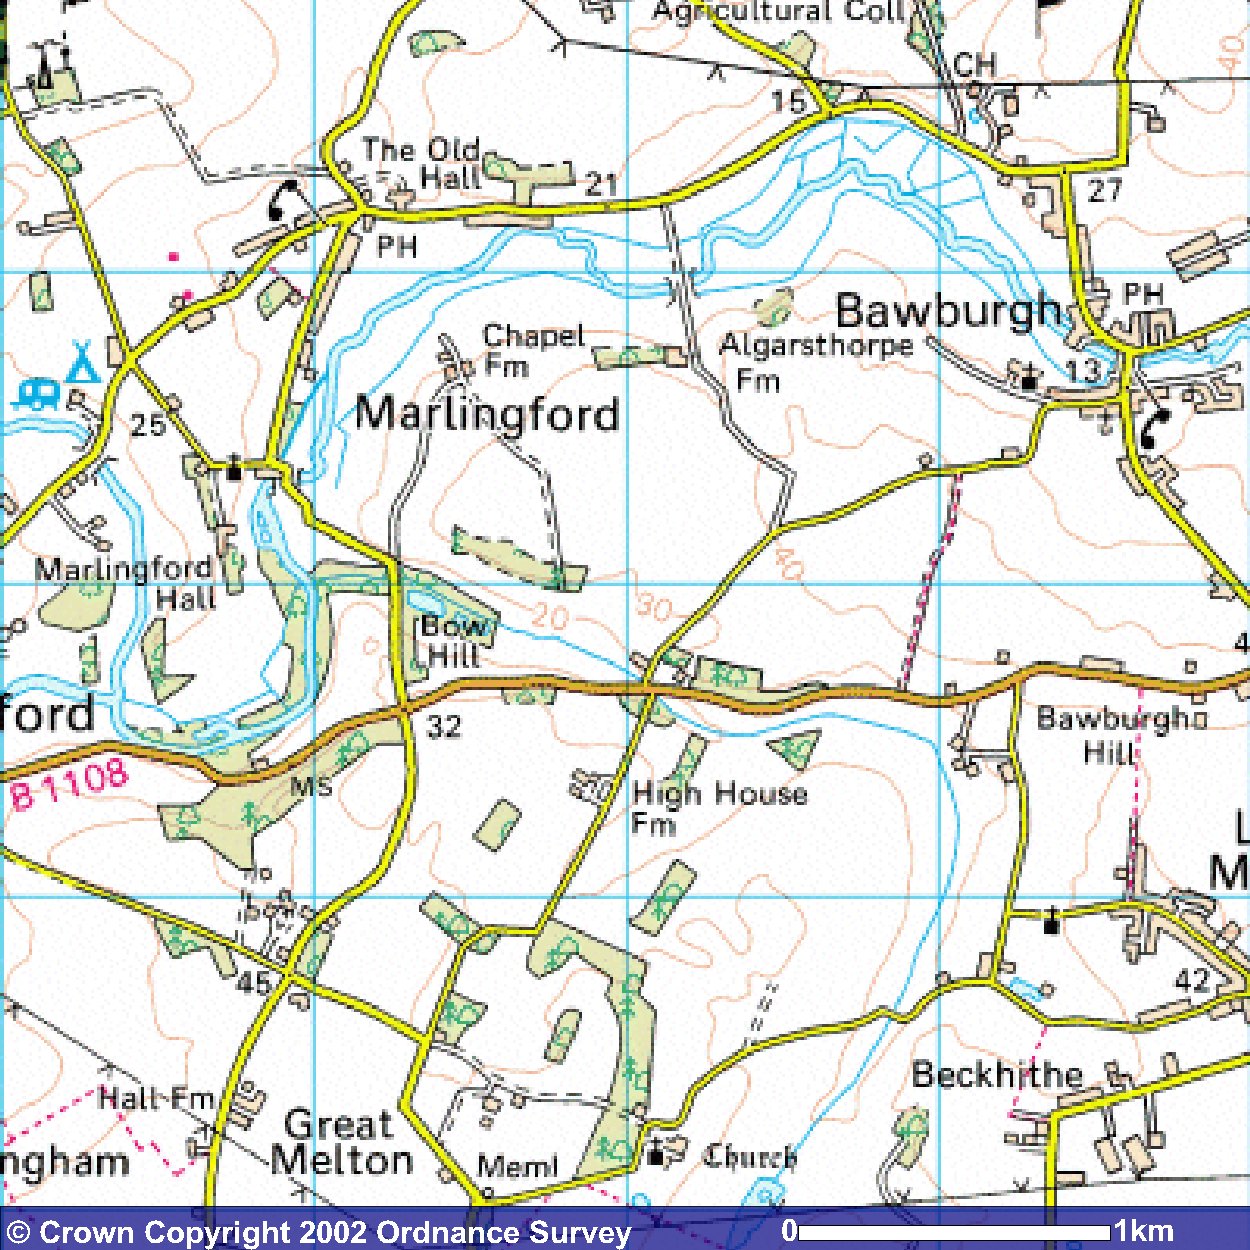 Agricultural Coll
40
CH
15
P
The Old
Hall
21
27
PH
PH
Bawburgh
Chapel
Fm
Algarsthorpe
Fm
13
Marlingford
25
40
Marlingford
Hall
20
30
Bow
Hill
4
ford
32
Bawburgh
Hill
B 1108
MS
High House
Fm
L
M
45
42
Beckhithe
Hall Fm
Great
Melton
ngham
Meml
Church
© Crown Copyright 2002 Ordnance Survey
0
1km